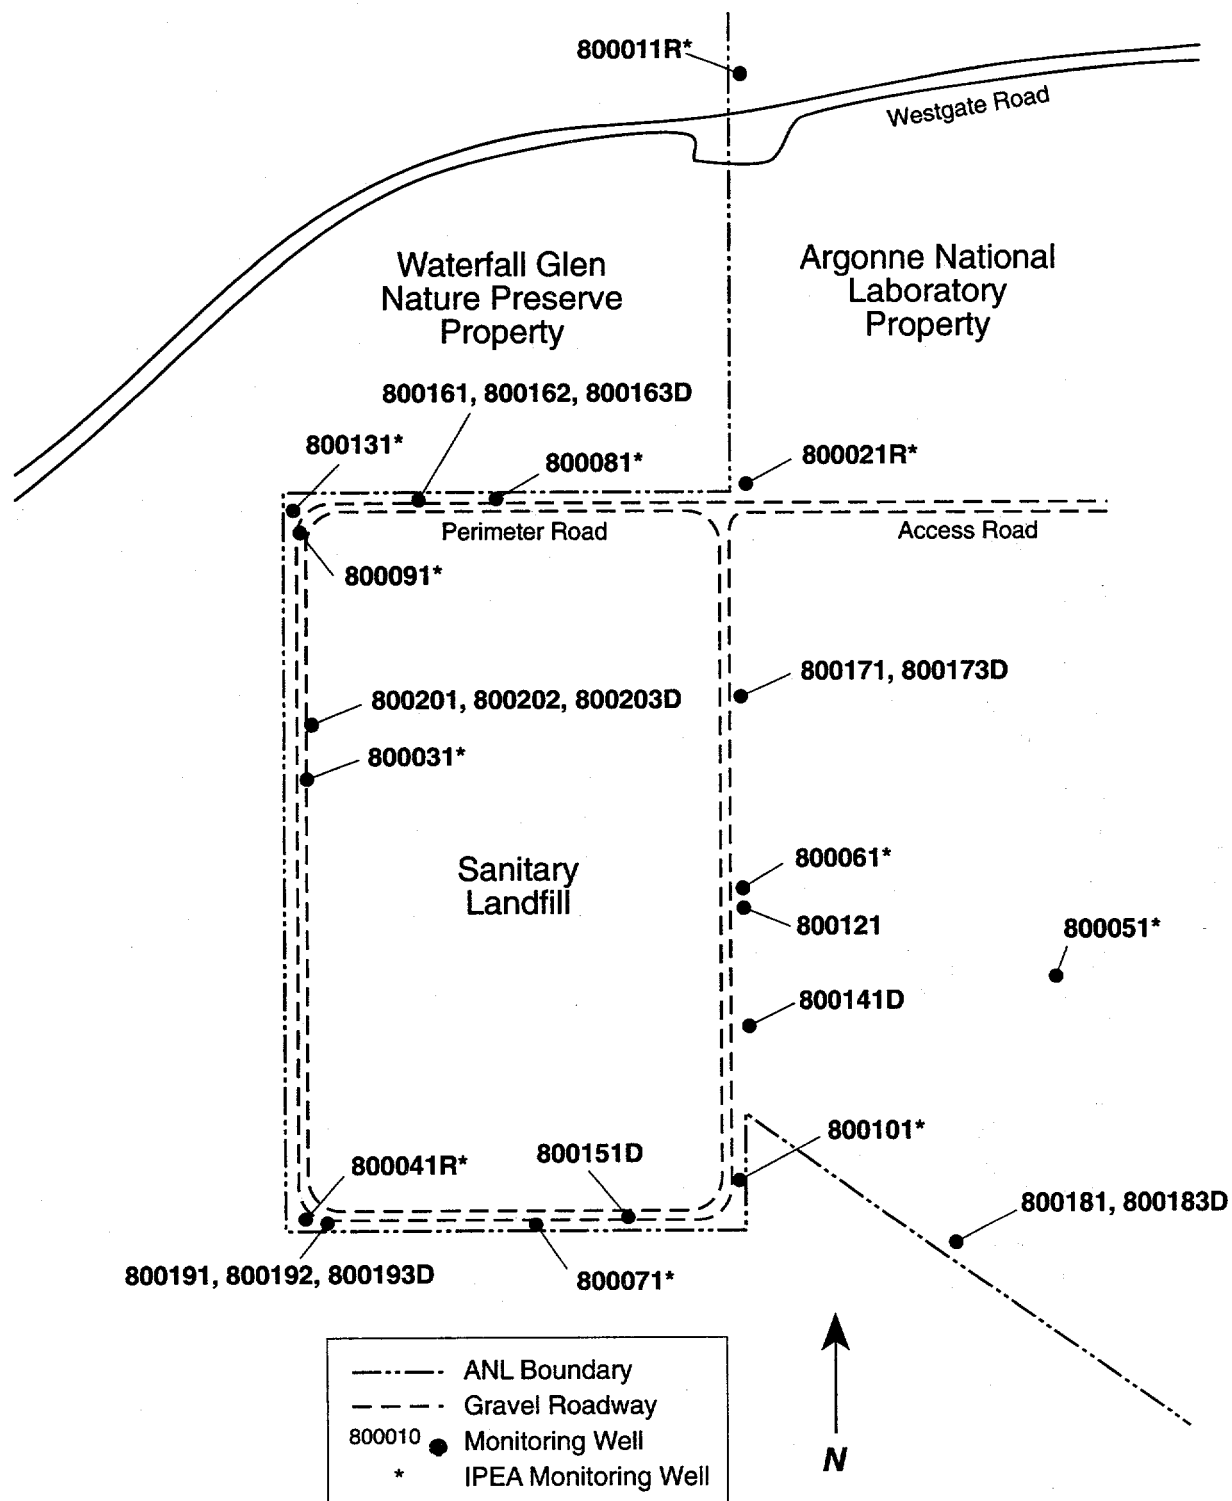 800011R*
Westgate Road
Waterfall Glen
Nature Preserve
Property
Argonne National
Laboratory
Property
800161, 800162, 800163D
800131*
800081*
800021R*
Perimeter Road
Access Road
800091*
800171, 800173D
800201, 800202, 800203D
800031*
Sanitary
Landfill
800061*
800121
800051*
800141D
800101*
800151D
800041R*
800181, 800183D
800191, 800192, 800193D
800071*
ANL Boundary
Gravel Roadway
800010 Monitoring Well
* IPEA Monitoring Well
N